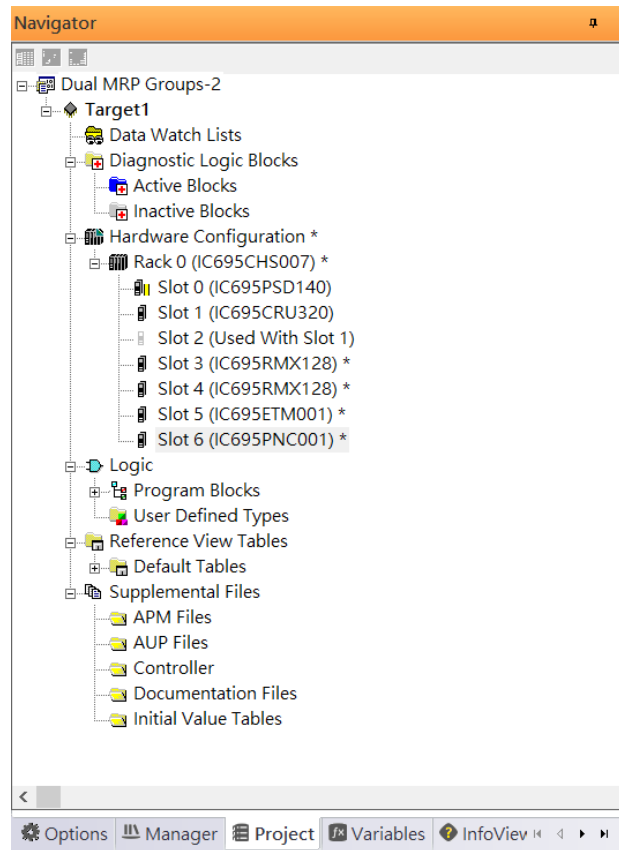 Navigator
Dual MRP Groups-2
Target1
Data Watch Lists
Diagnostic Logic Blocks
Active Blocks
Inactive Blocks
Hardware Configuration *
Rack 0 (IC695CHS007) *
Slot 0 (IC695PSD140)
Slot 1 (IC695CRU320)
Slot 2 (Used With Slot 1)
Slot 3 (IC695RMX128) *
Slot 4 (IC695RMX128) *
Slot 5 (IC695ETM001) *
Slot 6 (IC695PNC001) *
Logic
Program Blocks
User Defined Types
Reference View Tables
Default Tables
Supplemental Files
APM Files
AUP Files
Controller
Documentation Files
Initial Value Tables
Options Manager Project Variables InfoView